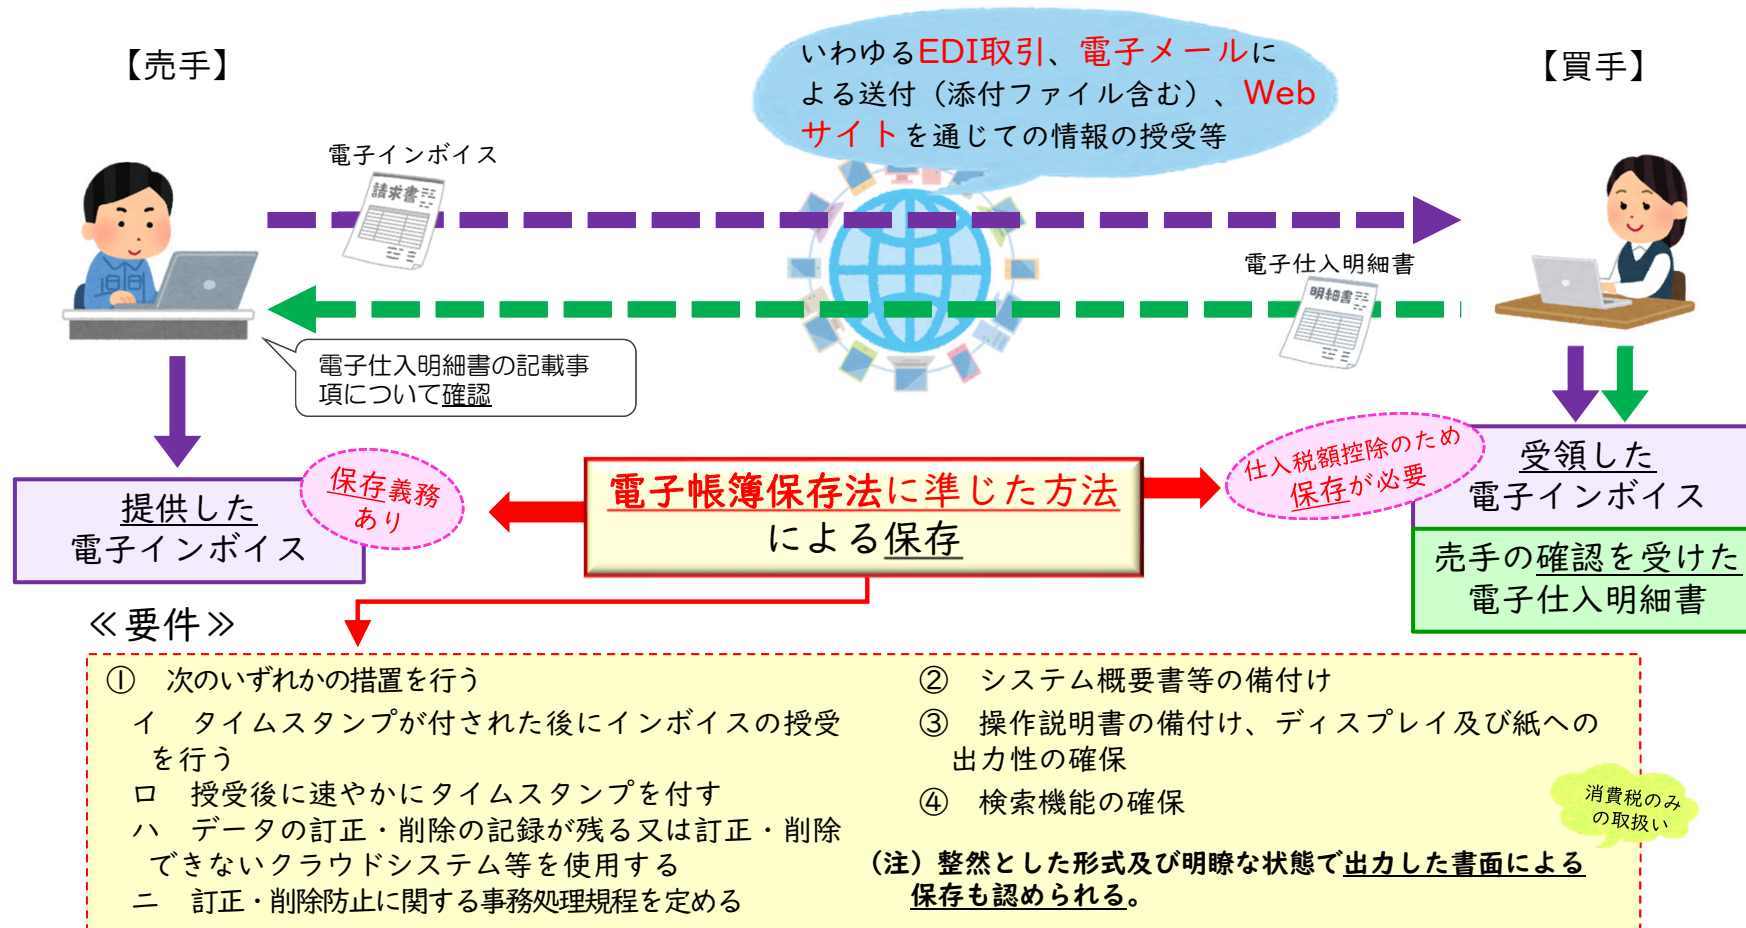 【売手】
いわゆるEDI取引、電子メールに
よる送付（添付ファイル含む）、Web
サイトを通じての情報の授受等
【買手】
電子インボイス
請求書
電子仕入明細書
明細書
電子仕入明細書の記載事
項について確認
提供した
電子インボイス
保存義務
あり
電子帳簿保存法に準じた方法
による保存
仕入税額控除のため
保存が必要
受領した
電子インボイス
売手の確認を受けた
電子仕入明細書
≪要件≫
①　次のいずれかの措置を行う
イ　タイムスタンプが付された後にインボイスの授受
を行う
ロ　授受後に速やかにタイムスタンプを付す
ハ　データの訂正・削除の記録が残る又は訂正・削除
できないクラウドシステム等を使用する
ニ　訂正・削除防止に関する事務処理規程を定める
②　システム概要書等の備付け
③　操作説明書の備付け、ディスプレイ及び紙への
出力性の確保
④　検索機能の確保
消費税のみ
の取扱い
（注）整然とした形式及び明瞭な状態で出力した書面による
保存も認められる。